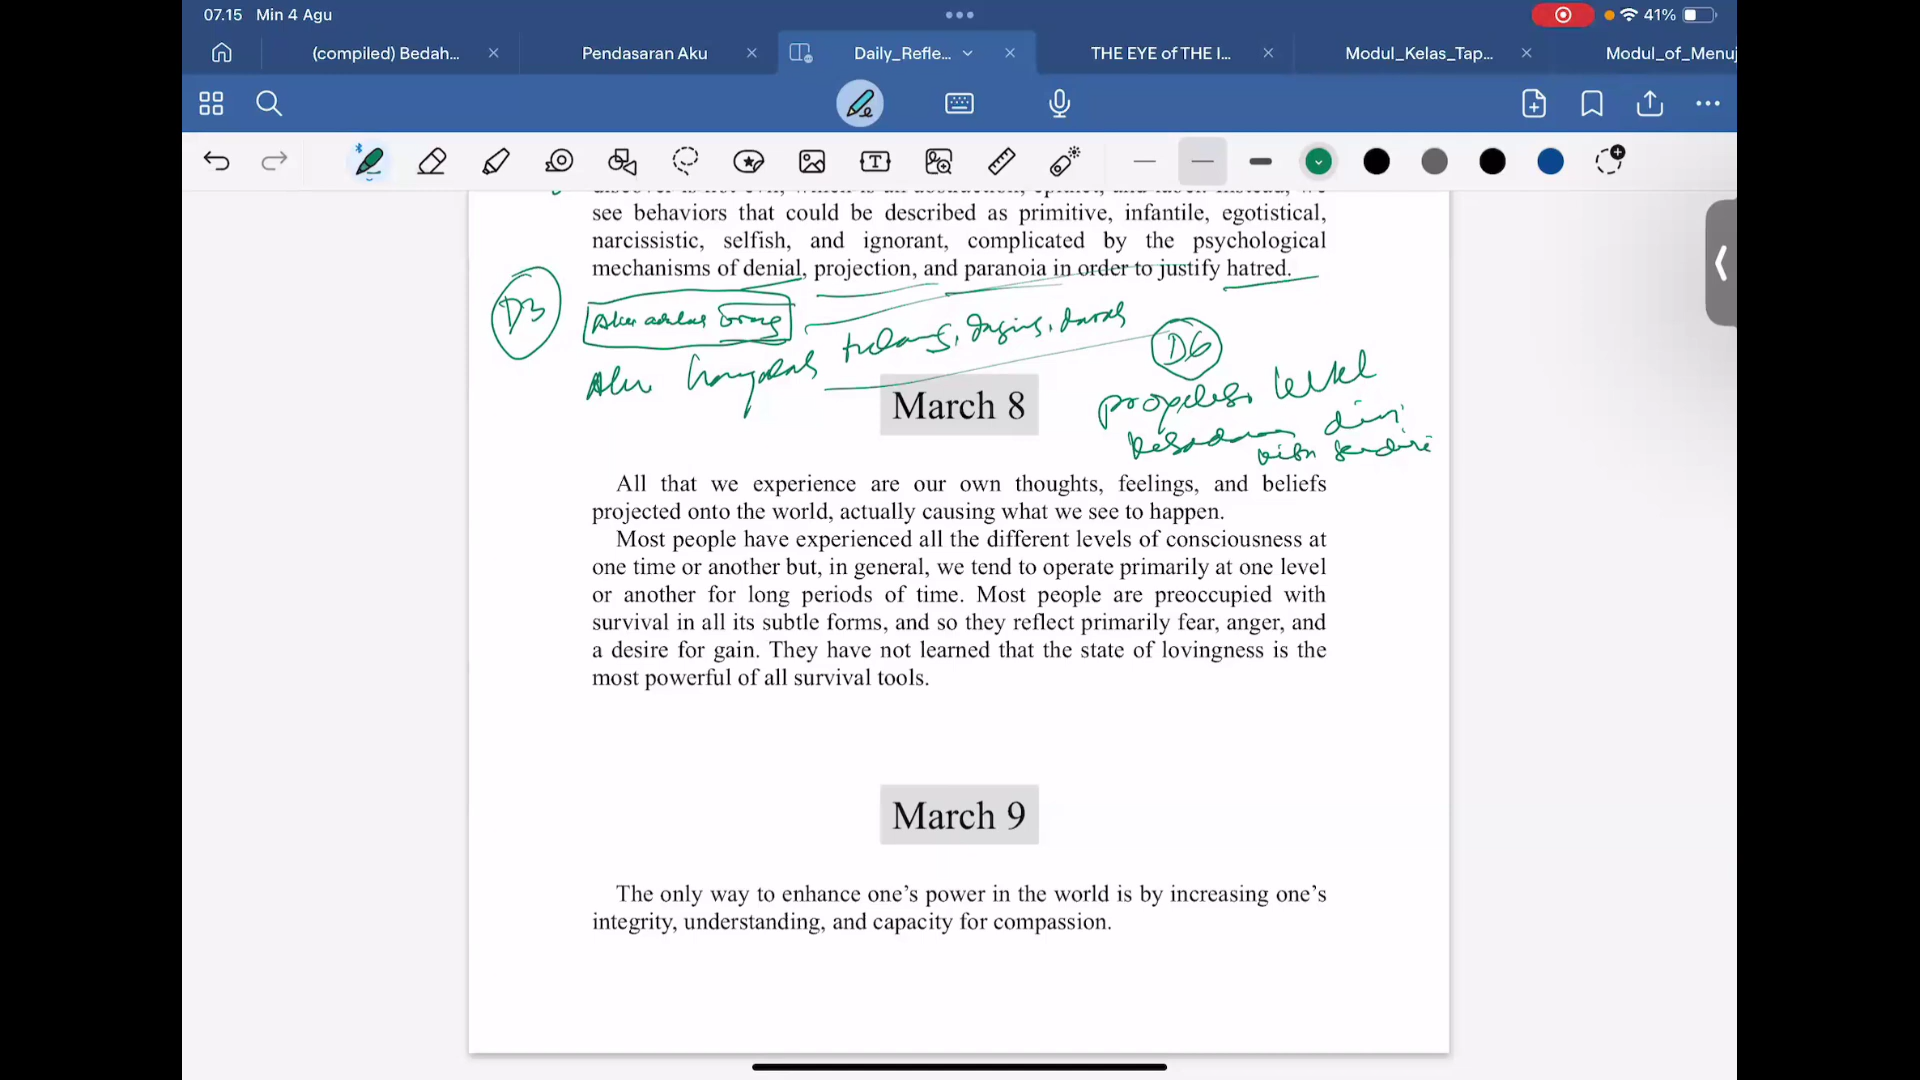 07.15 Min 4 Agu
41%
(compiled) Bedah...
Pendasaran Aku
Daily_Refle...
THE EYE of THE I...
Modul_Kelas_Tap...
Modul_of_Menuj
see behaviors that could be described as primitive, infantile, egotistical,
narcissistic, selfish, and ignorant, complicated by the psychological
mechanisms of denial, projection, and paranoia in order to justify hatred.
D3
Aku adalah
tulang, daging, darah
Aku
D6
March 8
level
diri
sendiri
All that we experience are our own thoughts, feelings, and beliefs
projected onto the world, actually causing what we see to happen.
Most people have experienced all the different levels of consciousness at
one time or another but, in general, we tend to operate primarily at one level
or another for long periods of time. Most people are preoccupied with
survival in all its subtle forms, and so they reflect primarily fear, anger, and
a desire for gain. They have not learned that the state of lovingness is the
most powerful of all survival tools.
March 9
The only way to enhance one's power in the world is by increasing one's
integrity, understanding, and capacity for compassion.